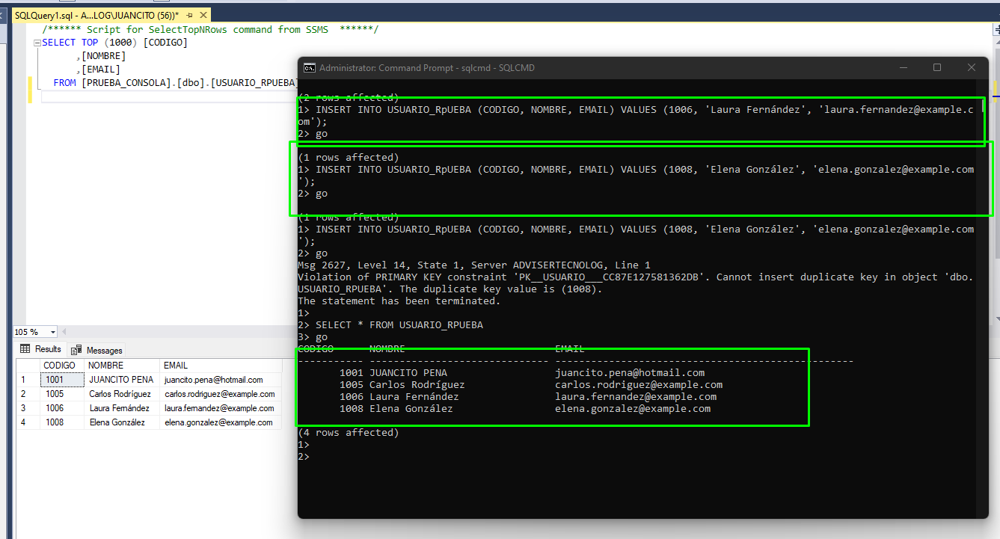 SQLQuery1.sql - A...LOG\JUANCITO (56))*
/****** Script for SelectTopNRows command from SSMS  ******/
SELECT TOP (1000) [CODIGO]
,[NOMBRE]
,[EMAIL]
FROM [PRUEBA_CONSOLA].[dbo].[USUARIO_RPUEBA]
105 %
Results
Messages
CODIGO NOMBRE EMAIL
1 1001 JUANCITO PENA juancito.pena@hotmail.com
2 1005 Carlos Rodríguez carlos.rodriguez@example.com
3 1006 Laura Fernández laura.fernandez@example.com
4 1008 Elena González elena.gonzalez@example.com
Administrator: Command Prompt - sqlcmd - SQLCMD
(2 rows affected)
1> INSERT INTO USUARIO_RpUEBA (CODIGO, NOMBRE, EMAIL) VALUES (1006, 'Laura Fernández', 'laura.fernandez@example.c
om');
2> go
(1 rows affected)
1> INSERT INTO USUARIO_RpUEBA (CODIGO, NOMBRE, EMAIL) VALUES (1008, 'Elena González', 'elena.gonzalez@example.com
');
2> go
(1 rows affected)
1> INSERT INTO USUARIO_RpUEBA (CODIGO, NOMBRE, EMAIL) VALUES (1008, 'Elena González', 'elena.gonzalez@example.com
');
2> go
Msg 2627, Level 14, State 1, Server ADVISERTECNOLOG, Line 1
Violation of PRIMARY KEY constraint 'PK__USUARIO___CC87E127581362DB'. Cannot insert duplicate key in object 'dbo.
USUARIO_RPUEBA'. The duplicate key value is (1008).
The statement has been terminated.
1>
2> SELECT * FROM USUARIO_RPUEBA
3> go
CODIGO NOMBRE EMAIL
----------- ------------------------------ --------------------------------------------------
1001 JUANCITO PENA juancito.pena@hotmail.com
1005 Carlos Rodríguez carlos.rodriguez@example.com
1006 Laura Fernández laura.fernandez@example.com
1008 Elena González elena.gonzalez@example.com
(4 rows affected)
1>
2>